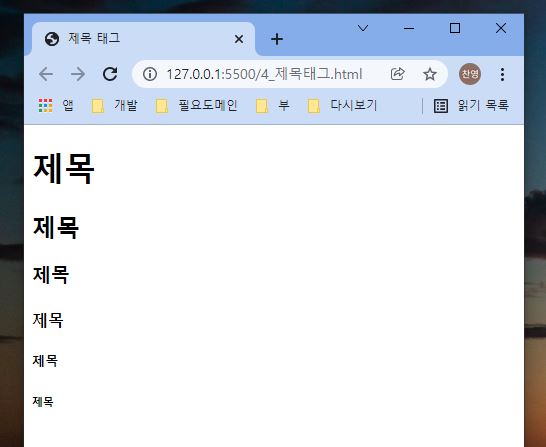 제목 태그
127.0.0.1:5500/4_제목태그.html
찬영
앱 개발 필요도메인 부 다시보기 읽기 목록
제목
제목
제목
제목
제목
제목